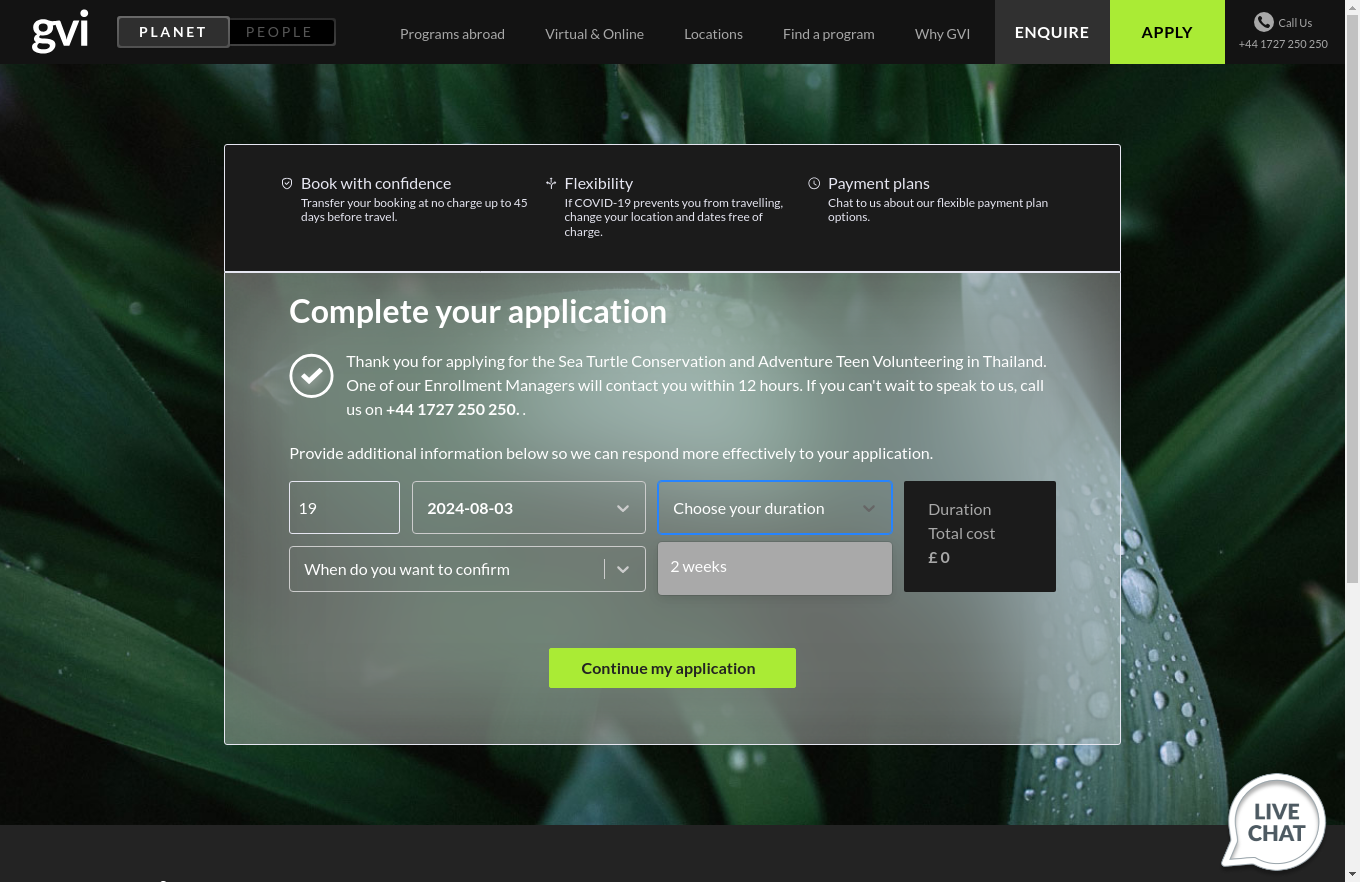 gvi
PLANET
PEOPLE
Programs abroad
Virtual & Online
Locations
Find a program
Why GVI
ENQUIRE
APPLY
Call Us
+44 1727 250 250
Book with confidence
Transfer your booking at no charge up to 45
days before travel.
Flexibility
If COVID-19 prevents you from travelling,
change your location and dates free of
charge.
Payment plans
Chat to us about our flexible payment plan
options.
Complete your application
Thank you for applying for the Sea Turtle Conservation and Adventure Teen Volunteering in Thailand.
One of our Enrollment Managers will contact you within 12 hours. If you can't wait to speak to us, call
us on +44 1727 250 250. .
Provide additional information below so we can respond more effectively to your application.
19
2024-08-03
Choose your duration
Duration
Total cost
£ 0
When do you want to confirm
2 weeks
Continue my application
LIVE
CHAT